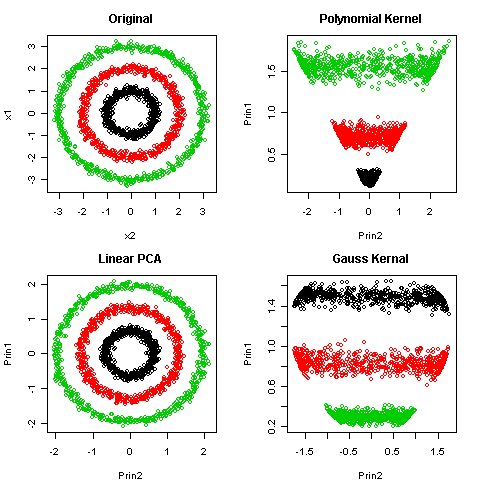 Original
3
2
1
0
-1
-2
-3
x1
-3 -2 -1 0 1 2 3
x2
Polynomial Kernel
1.5
1.0
0.5
Prin1
-2 -1 0 1 2
Prin2
Linear PCA
2
1
0
-1
-2
Prin1
-2 -1 0 1 2
Prin2
Gauss Kernal
1.4
1.0
0.6
0.2
Prin1
-1.5 -0.5 0.5 1.5
Prin2